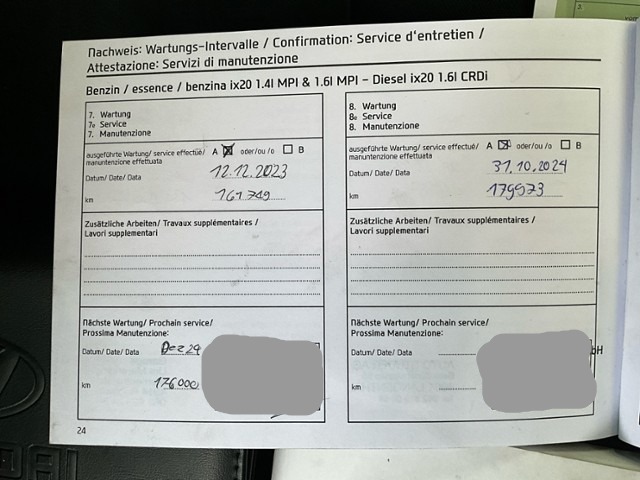 Nachweis: Wartungs-Intervalle / Confirmation: Service d'entretien /
Attestazione: Servizi di manutenzione
Benzin / essence / benzina ix20 1.4l MPI & 1.6l MPI – Diesel ix20 1.6l CRDi
7. Wartung
7e Service
7. Manutenzione
ausgeführte Wartung/ service effectué/ A ☒ oder/ou /o ☐ B
manuntenzione effettuata
Datum/ Date/ Data 12.12.2023
km 161 749
Zusätzliche Arbeiten/ Travaux supplémentaires /
Lavori supplementari
Nächste Wartung/ Prochain service/
Prossima Manutenzione:
Datum/ Date/ Data Dez 24
km 176 000
8. Wartung
8e Service
8. Manutenzione
ausgeführte Wartung/ service effectué/ A ☒ oder/ou /o ☐ B
manuntenzione effettuata
Datum/ Date/ Data 31.10.2024
km 179573
Zusätzliche Arbeiten/ Travaux supplémentaires /
Lavori supplementari
Nächste Wartung/ Prochain service/
Prossima Manutenzione:
Datum/ Date/ Data
km
bH
24